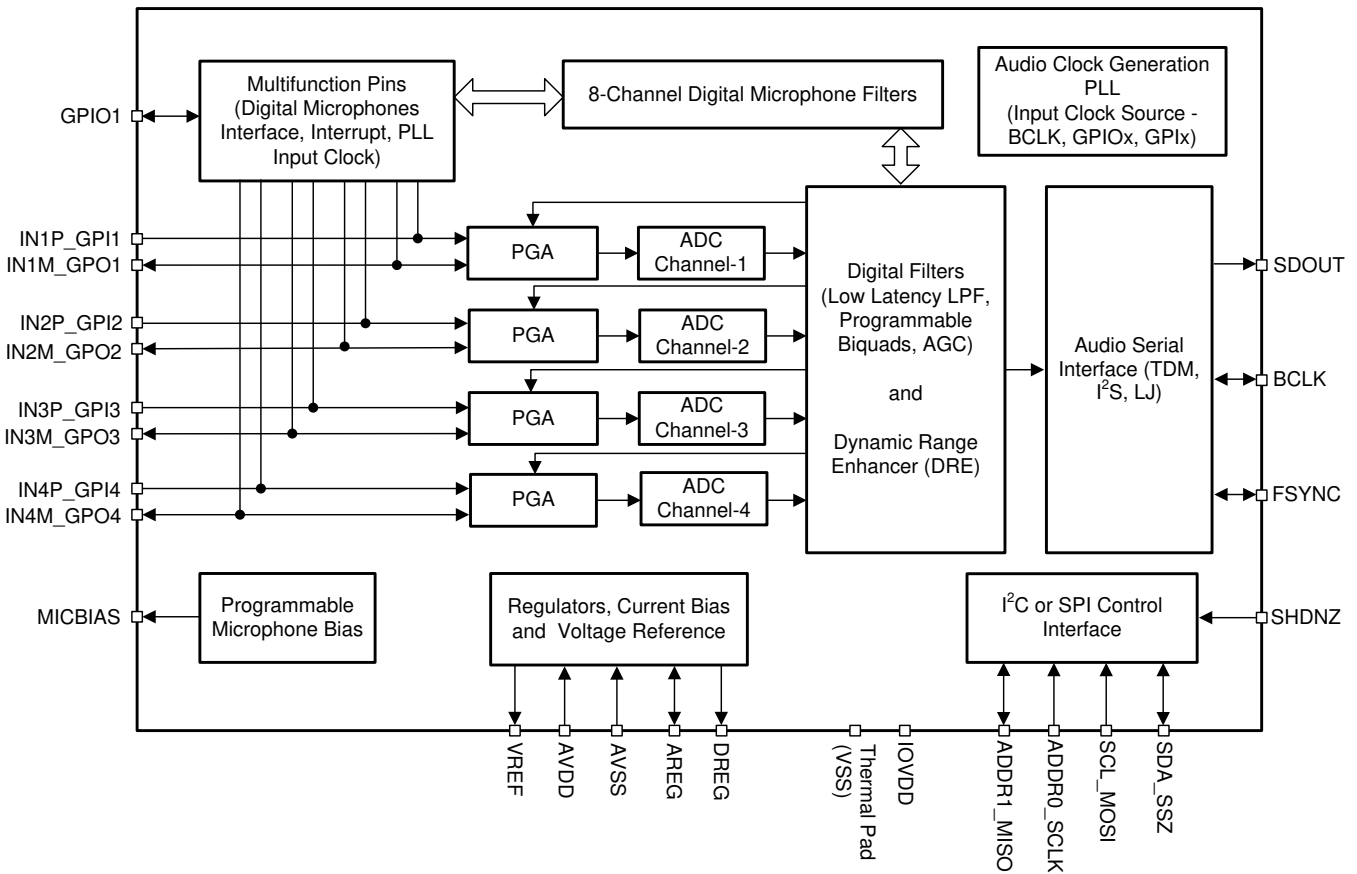 Multifunction Pins
(Digital Microphones
Interface, Interrupt, PLL
Input Clock)
8-Channel Digital Microphone Filters
Audio Clock Generation
PLL
(Input Clock Source -
BCLK, GPIOx, GPIx)
GPIO1
IN1P_GPI1
IN1M_GPO1
IN2P_GPI2
IN2M_GPO2
IN3P_GPI3
IN3M_GPO3
IN4P_GPI4
IN4M_GPO4
MICBIAS
PGA
ADC
Channel-1
PGA
ADC
Channel-2
PGA
ADC
Channel-3
PGA
ADC
Channel-4
Digital Filters
(Low Latency LPF,
Programmable
Biquads, AGC)
and
Dynamic Range
Enhancer (DRE)
Audio Serial
Interface (TDM,
I²S, LJ)
SDOUT
BCLK
FSYNC
SHDNZ
Programmable
Microphone Bias
Regulators, Current Bias
and Voltage Reference
I²C or SPI Control
Interface
VREF
AVDD
AVSS
AREG
DREG
Thermal Pad
(VSS)
IOVDD
ADDR1_MISO
ADDR0_SCLK
SCL_MOSI
SDA_SSZ